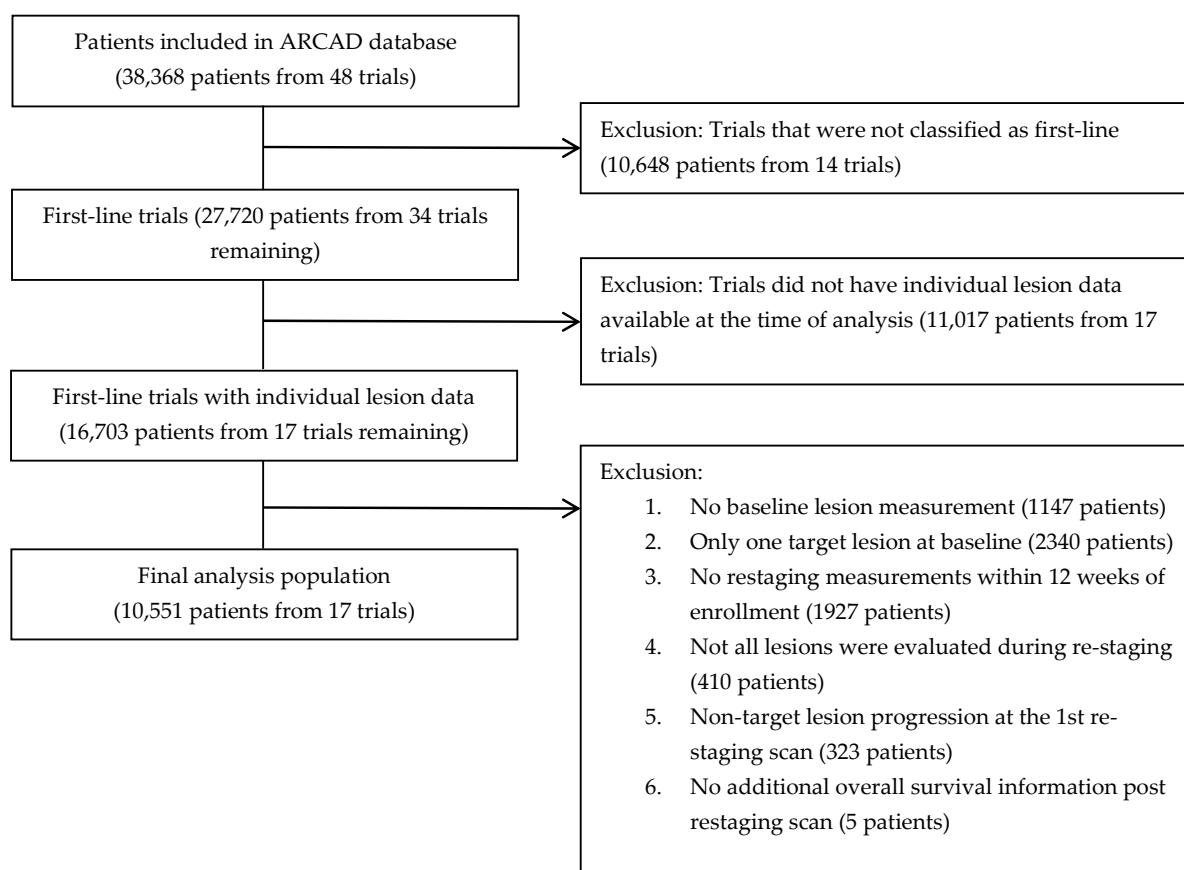 Patients included in ARCAD database
(38,368 patients from 48 trials)
Exclusion: Trials that were not classified as first-line
(10,648 patients from 14 trials)
First-line trials (27,720 patients from 34 trials
remaining)
Exclusion: Trials did not have individual lesion data
available at the time of analysis (11,017 patients from 17
trials)
First-line trials with individual lesion data
(16,703 patients from 17 trials remaining)
Exclusion:
1. No baseline lesion measurement (1147 patients)
2. Only one target lesion at baseline (2340 patients)
3. No restaging measurements within 12 weeks of
enrollment (1927 patients)
4. Not all lesions were evaluated during re-staging
(410 patients)
5. Non-target lesion progression at the 1st re-
staging scan (323 patients)
6. No additional overall survival information post
restaging scan (5 patients)
Final analysis population
(10,551 patients from 17 trials)